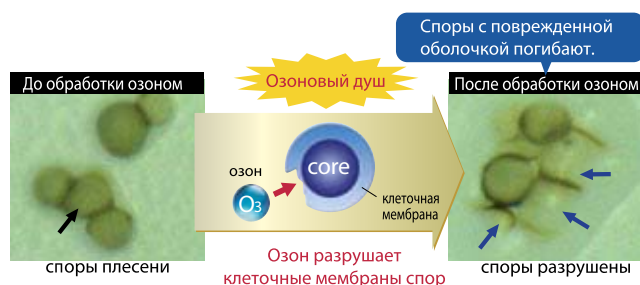 Споры с поврежденной
оболочкой погибают.
До обработки озоном
Озоновый душ
После обработки озоном
озон
O3
core
клеточная
мембрана
споры плесени
Озон разрушает
клеточные мембраны спор
споры разрушены